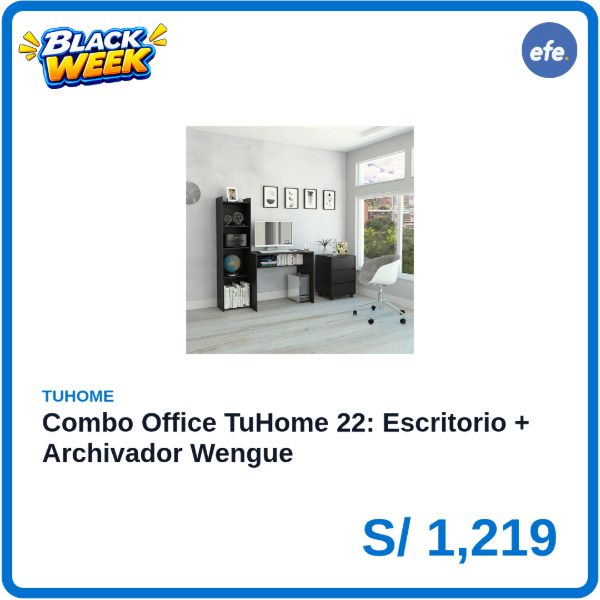 BLACK
WEEK
efe.
TUHOME
Combo Office TuHome 22: Escritorio +
Archivador Wengue
S/ 1,219